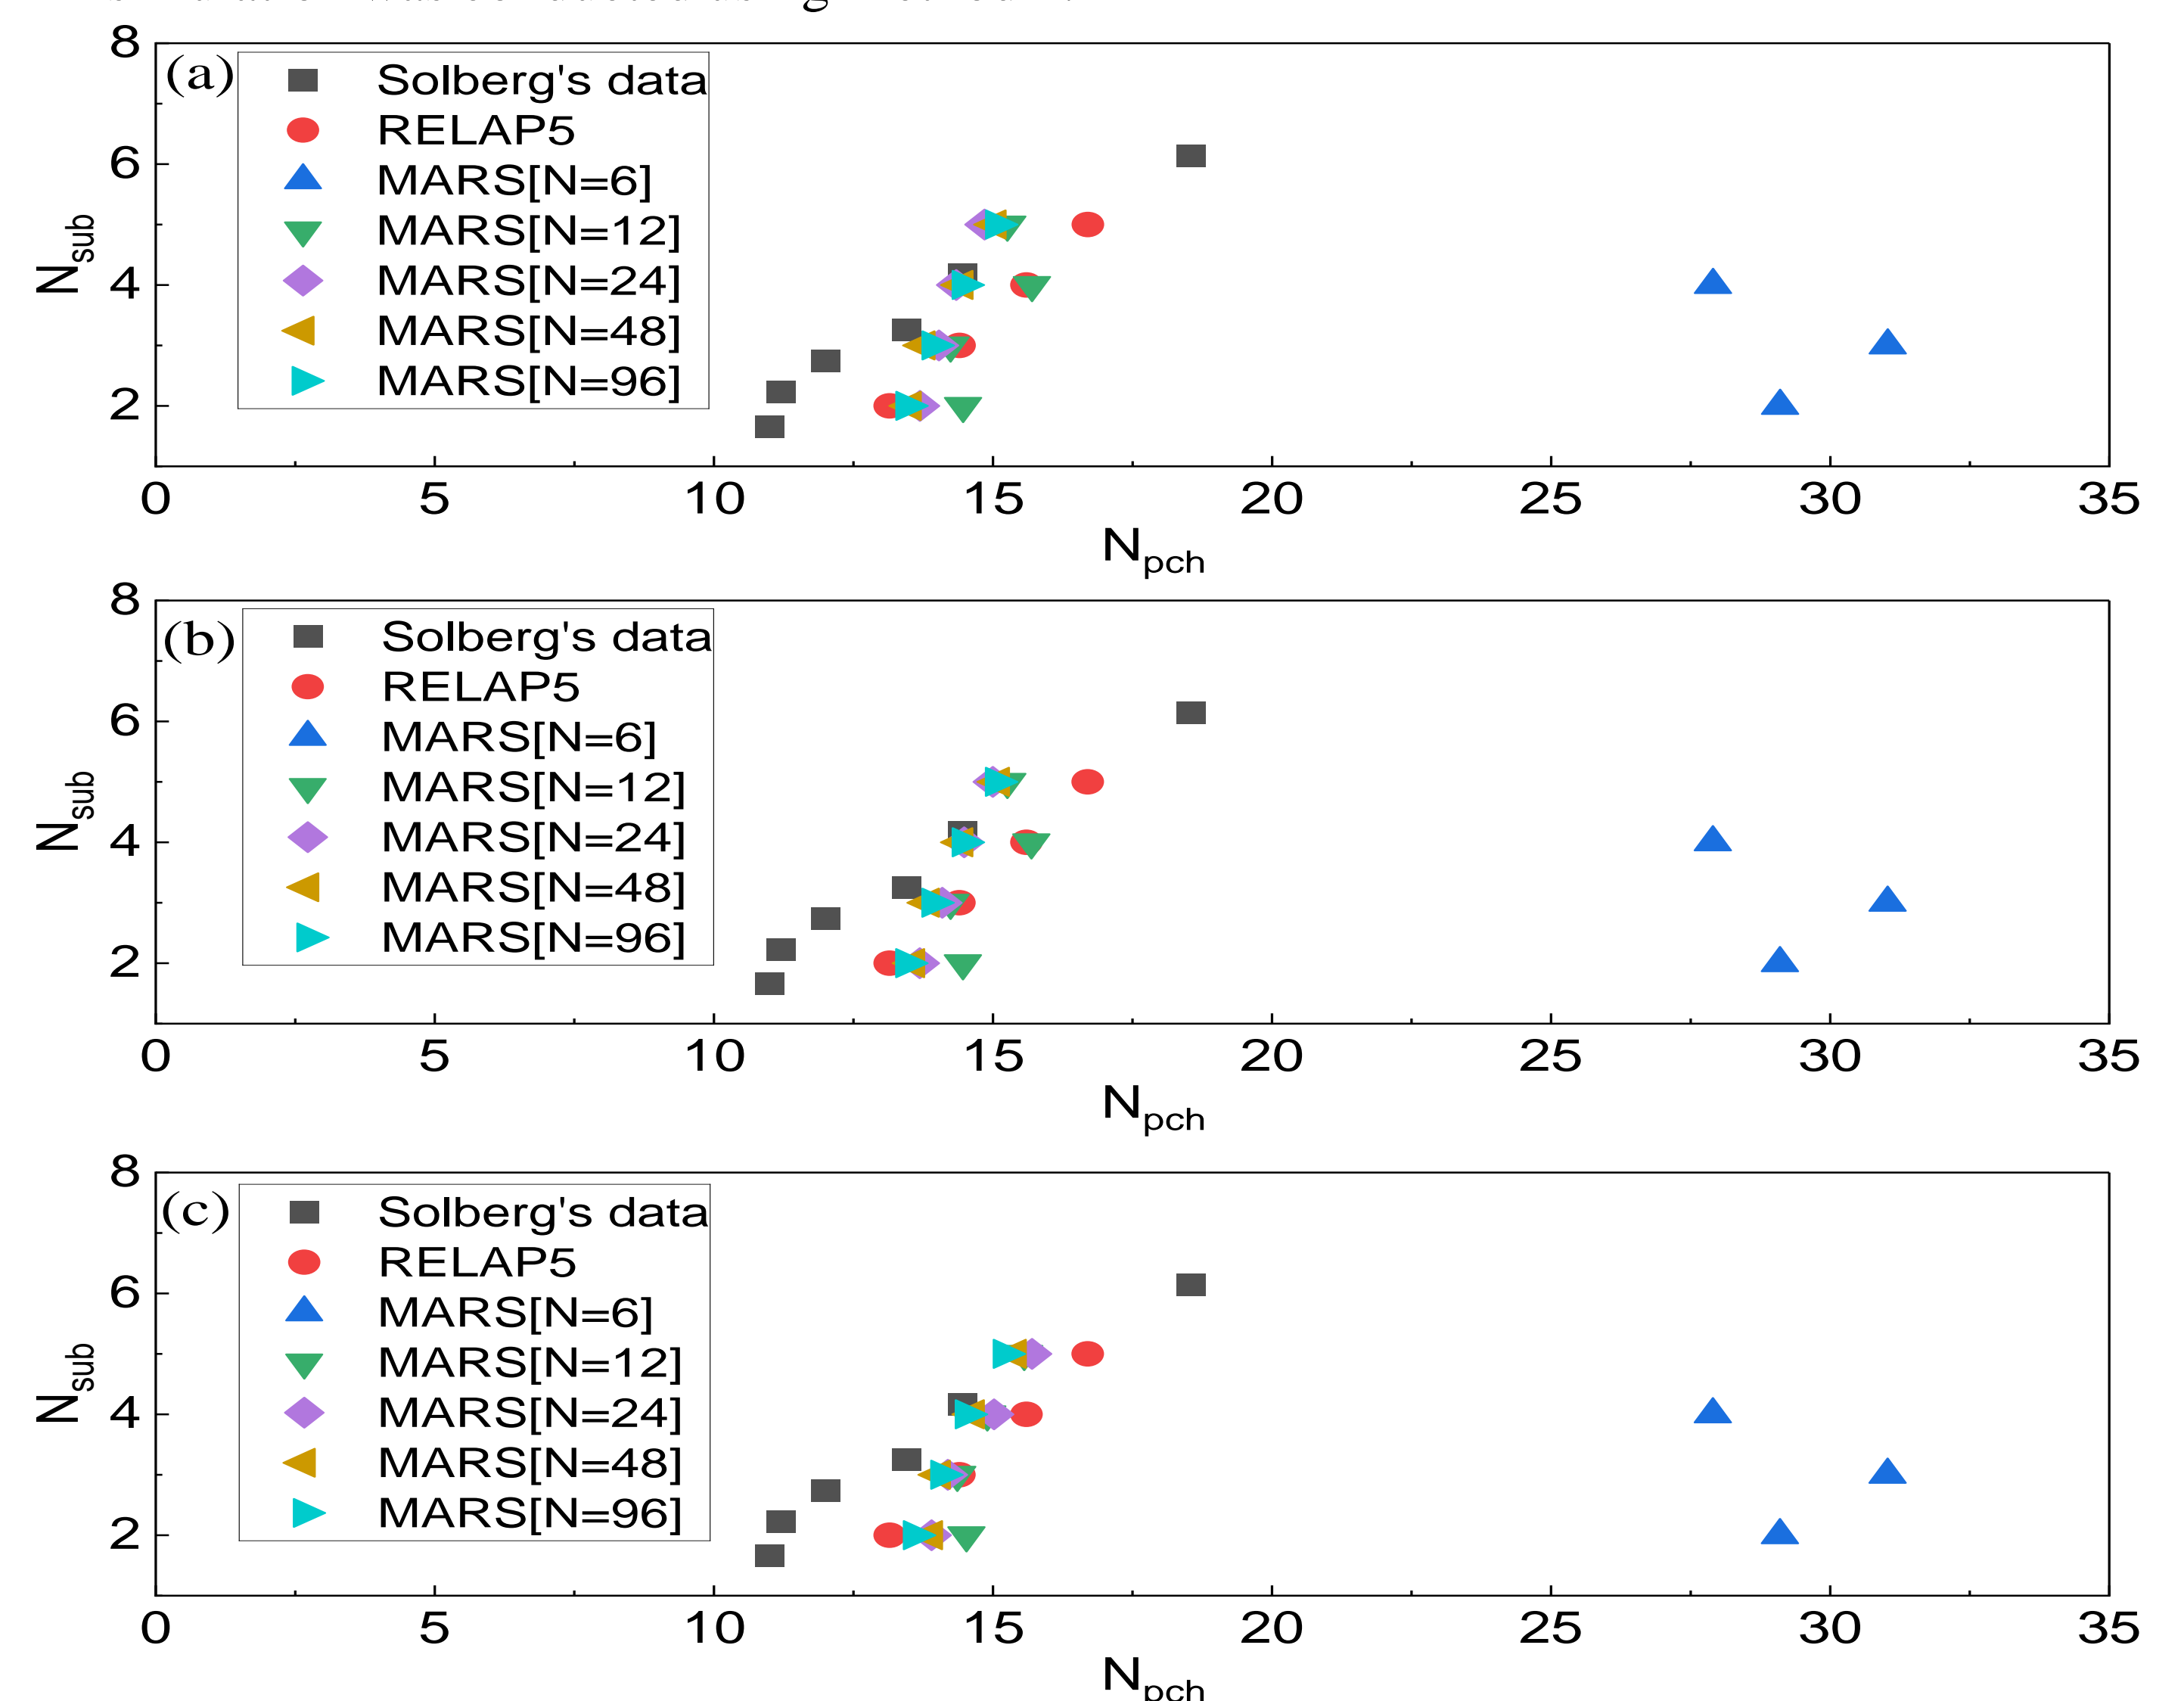 8
(a)
Solberg's data
RELAP5
MARS[N=6]
MARS[N=12]
MARS[N=24]
MARS[N=48]
MARS[N=96]
6
4
2
Nsub
0 5 10 15 20 25 30 35
Npch
8
(b)
Solberg's data
RELAP5
MARS[N=6]
MARS[N=12]
MARS[N=24]
MARS[N=48]
MARS[N=96]
6
4
2
Nsub
0 5 10 15 20 25 30 35
Npch
8
(c)
Solberg's data
RELAP5
MARS[N=6]
MARS[N=12]
MARS[N=24]
MARS[N=48]
MARS[N=96]
6
4
2
Nsub
0 5 10 15 20 25 30 35
Npch